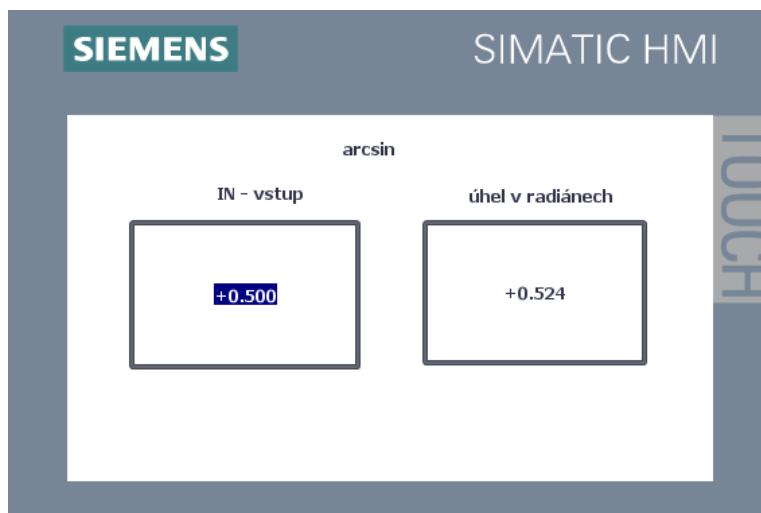 SIEMENS
SIMATIC HMI
TOUCH
arcsin
IN - vstup
úhel v radiánech
+0.500
+0.524